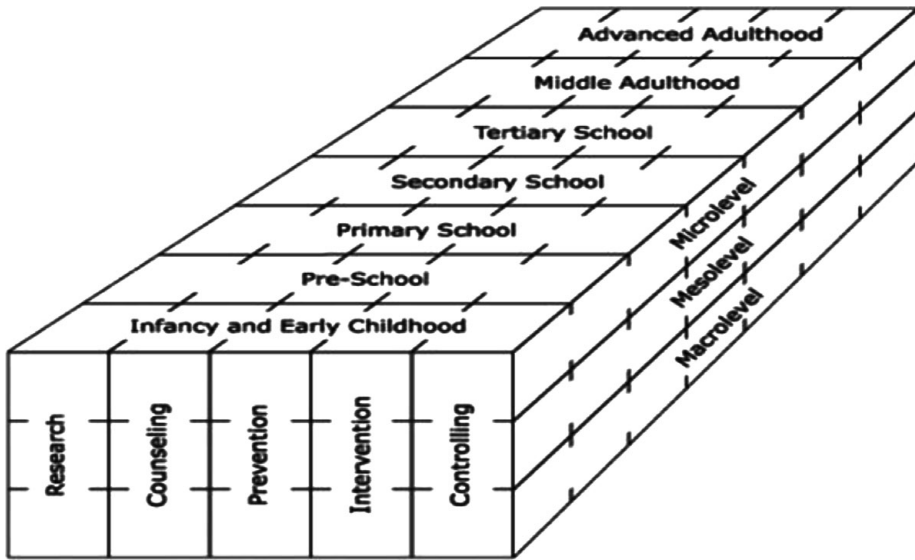 Advanced Adulthood
Middle Adulthood
Tertiary School
Secondary School
Primary School
Pre-School
Infancy and Early Childhood
Microlevel
Mesolevel
Macrolevel
Research
Counseling
Prevention
Intervention
Controlling